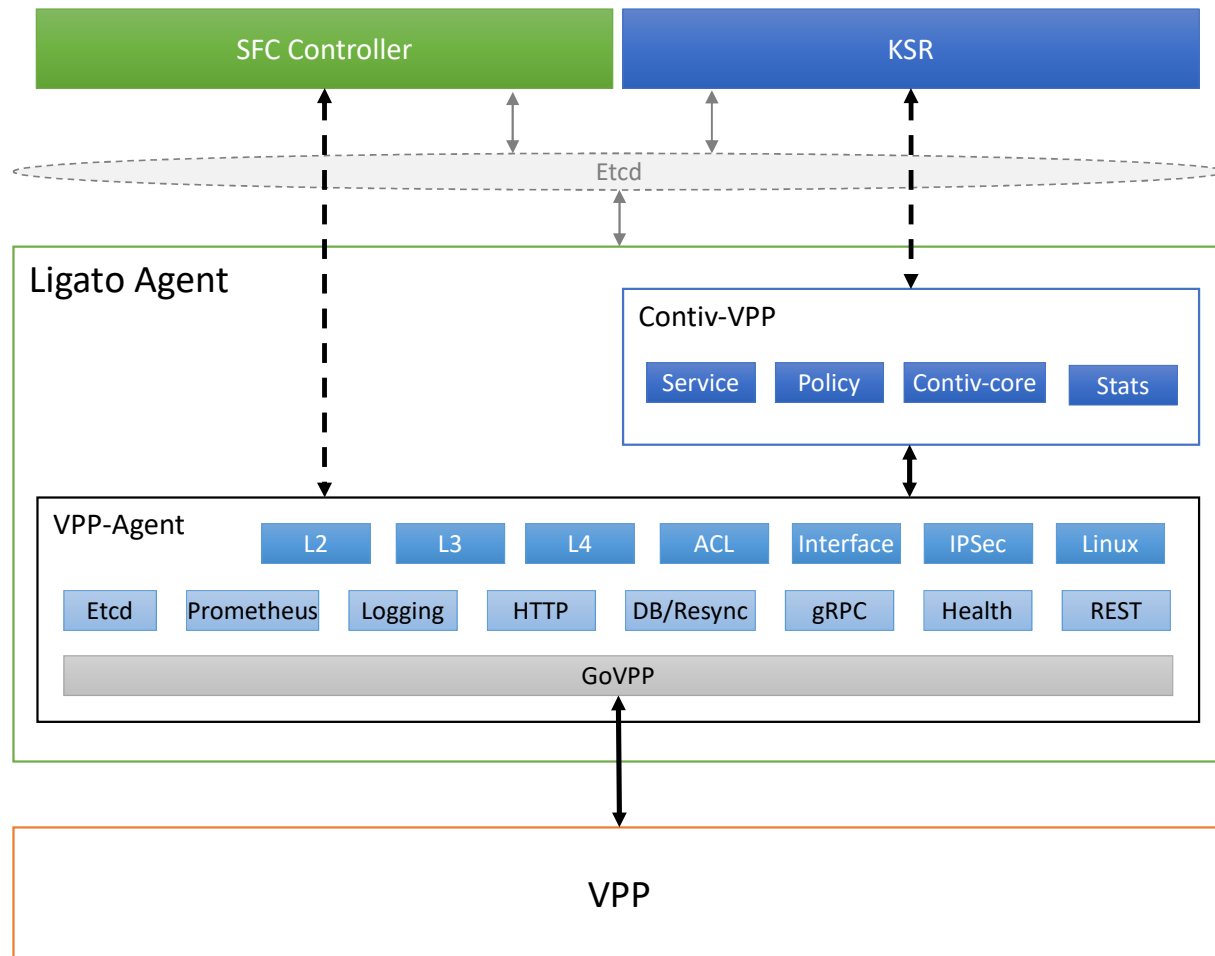 SFC Controller
KSR
Etcd
Ligato Agent
Contiv-VPP
Service
Policy
Contiv-core
Stats
VPP-Agent
L2
L3
L4
ACL
Interface
IPSec
Linux
Etcd
Prometheus
Logging
HTTP
DB/Resync
gRPC
Health
REST
GoVPP
VPP